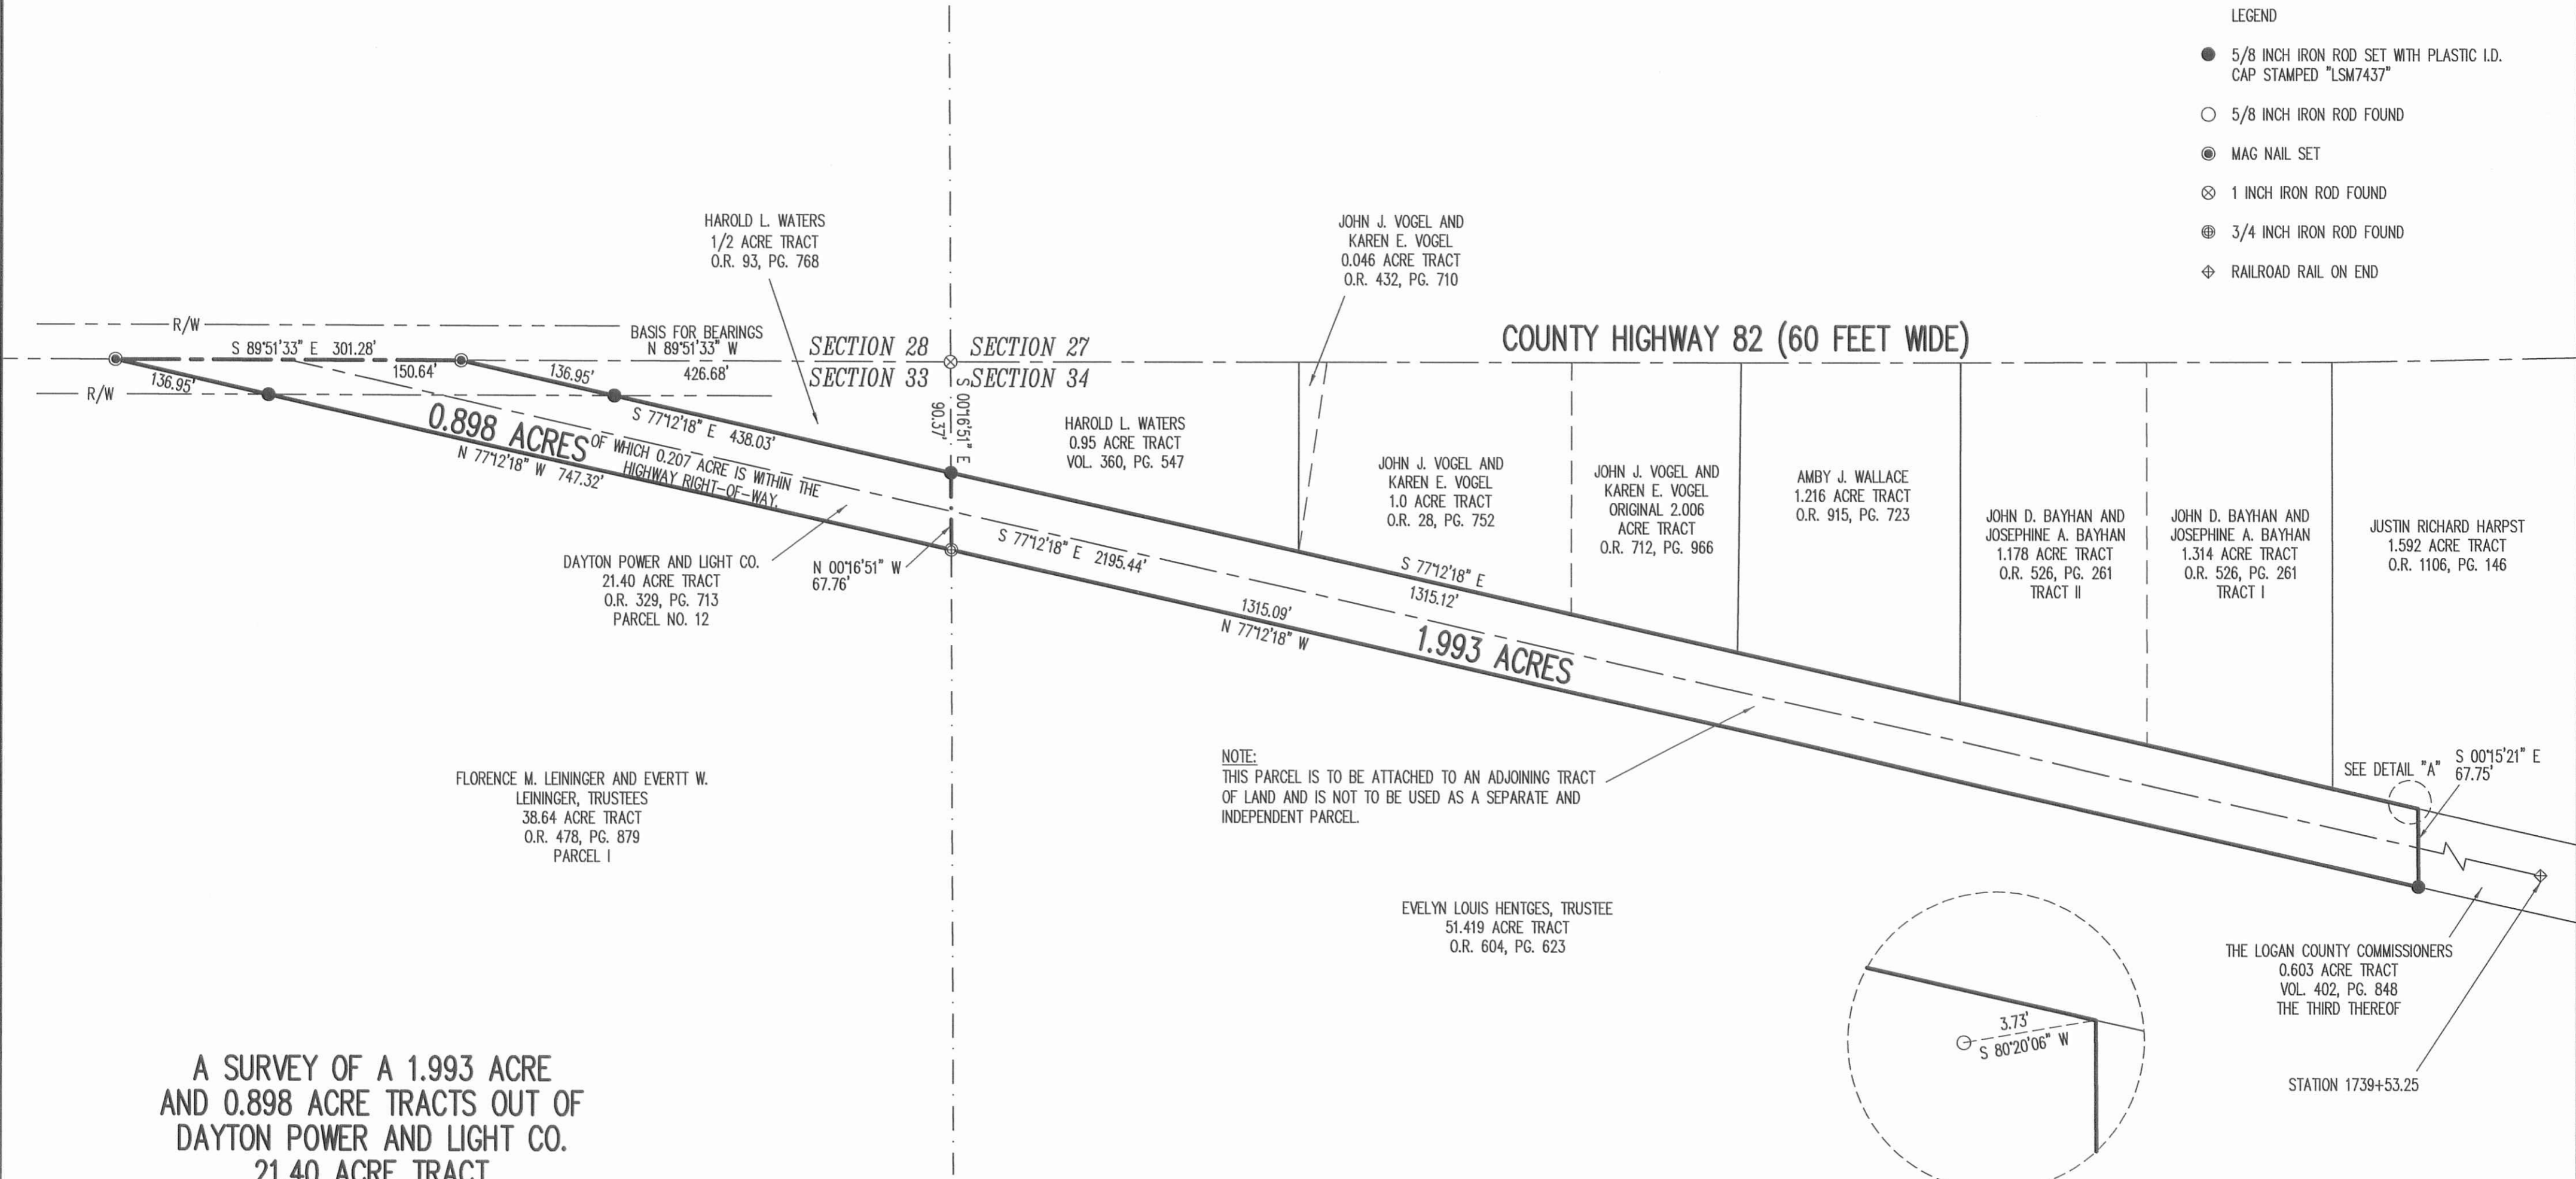 LEGEND
5/8 INCH IRON ROD SET WITH PLASTIC I.D.
CAP STAMPED "LSM7437"
5/8 INCH IRON ROD FOUND
MAG NAIL SET
1 INCH IRON ROD FOUND
3/4 INCH IRON ROD FOUND
RAILROAD RAIL ON END
HAROLD L. WATERS
1/2 ACRE TRACT
O.R. 93, PG. 768
JOHN J. VOGEL AND
KAREN E. VOGEL
0.046 ACRE TRACT
O.R. 432, PG. 710
COUNTY HIGHWAY 82 (60 FEET WIDE)
R/W
S 89°51'33" E 301.28'
BASIS FOR BEARINGS
N 89°51'33" W
426.68'
SECTION 28
SECTION 27
SECTION 33
SECTION 34
136.95'
150.64'
136.95'
R/W
S 00°16'51" E
90.37'
S 77°12'18" E 438.03'
0.898 ACRES
OF WHICH 0.207 ACRE IS WITHIN THE
HIGHWAY RIGHT-OF-WAY.
N 77°12'18" W 747.32'
HAROLD L. WATERS
0.95 ACRE TRACT
VOL. 360, PG. 547
JOHN J. VOGEL AND
KAREN E. VOGEL
1.0 ACRE TRACT
O.R. 28, PG. 752
JOHN J. VOGEL AND
KAREN E. VOGEL
ORIGINAL 2.006
ACRE TRACT
O.R. 712, PG. 966
AMBY J. WALLACE
1.216 ACRE TRACT
O.R. 915, PG. 723
JOHN D. BAYHAN AND
JOSEPHINE A. BAYHAN
1.178 ACRE TRACT
O.R. 526, PG. 261
TRACT II
JOHN D. BAYHAN AND
JOSEPHINE A. BAYHAN
1.314 ACRE TRACT
O.R. 526, PG. 261
TRACT I
JUSTIN RICHARD HARPST
1.592 ACRE TRACT
O.R. 1106, PG. 146
DAYTON POWER AND LIGHT CO.
21.40 ACRE TRACT
O.R. 329, PG. 713
PARCEL NO. 12
N 00°16'51" W
67.76'
S 77°12'18" E 2195.44'
S 77°12'18" E
1315.12'
1315.09'
N 77°12'18" W
1.993 ACRES
NOTE:
THIS PARCEL IS TO BE ATTACHED TO AN ADJOINING TRACT
OF LAND AND IS NOT TO BE USED AS A SEPARATE AND
INDEPENDENT PARCEL.
SEE DETAIL "A"
S 00°15'21" E
67.75'
FLORENCE M. LEININGER AND EVERTT W.
LEININGER, TRUSTEES
38.64 ACRE TRACT
O.R. 478, PG. 879
PARCEL I
EVELYN LOUIS HENTGES, TRUSTEE
51.419 ACRE TRACT
O.R. 604, PG. 623
THE LOGAN COUNTY COMMISSIONERS
0.603 ACRE TRACT
VOL. 402, PG. 848
THE THIRD THEREOF
3.73'
S 80°20'06" W
STATION 1739+53.25
A SURVEY OF A 1.993 ACRE
AND 0.898 ACRE TRACTS OUT OF
DAYTON POWER AND LIGHT CO.
21.40 ACRE TRACT